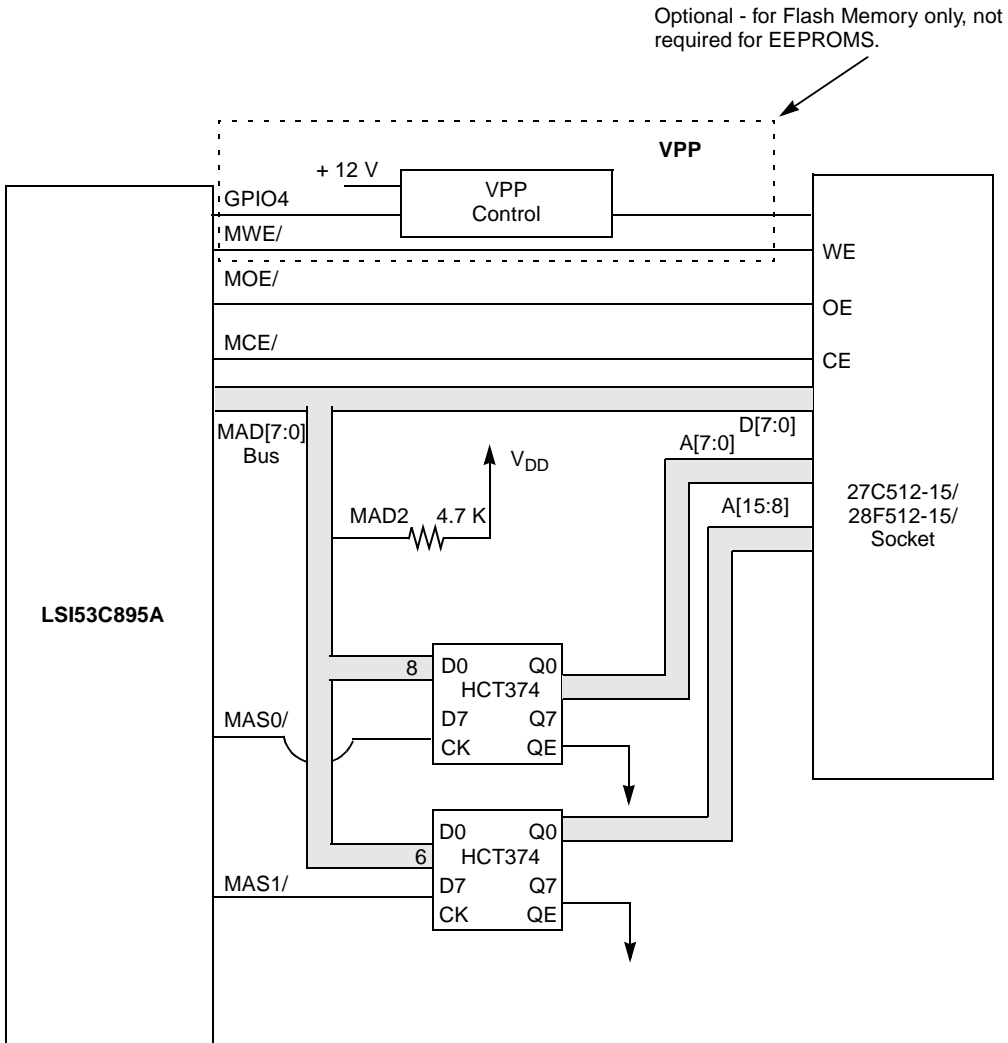 Optional - for Flash Memory only, not
required for EEPROMS.
VPP
+ 12 V
VPP
Control
GPIO4
MWE/
WE
MOE/
OE
MCE/
CE
MAD[7:0]
Bus
D[7:0]
A[7:0]
VDD
A[15:8]
27C512-15/
28F512-15/
Socket
MAD2 4.7 K
LSI53C895A
8
D0 Q0
HCT374
D7 Q7
CK QE
MAS0/
D0 Q0
6
HCT374
D7 Q7
CK QE
MAS1/